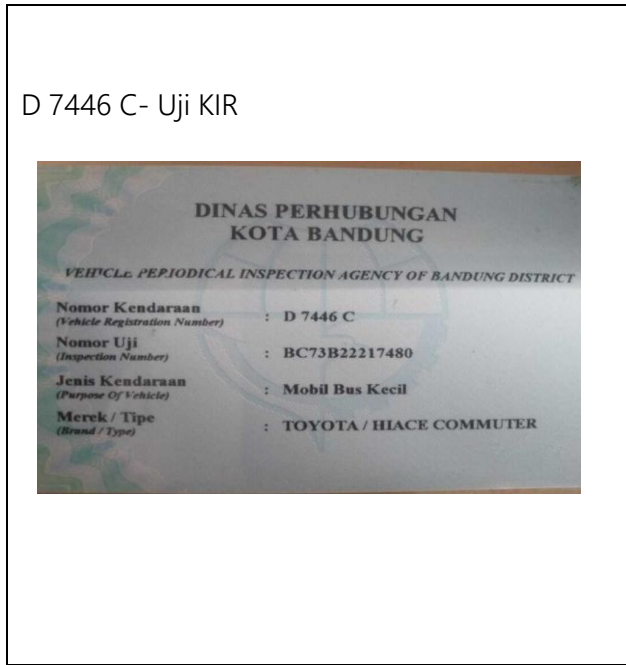 D 7446 C- Uji KIR
DINAS PERHUBUNGAN
KOTA BANDUNG
VEHICLE PERIODICAL INSPECTION AGENCY OF BANDUNG DISTRICT
Nomor Kendaraan : D 7446 C
(Vehicle Registration Number)
Nomor Uji : BC73B22217480
(Inspection Number)
Jenis Kendaraan : Mobil Bus Kecil
(Purpose Of Vehicle)
Merek / Tipe : TOYOTA / HIACE COMMUTER
(Brand / Type)